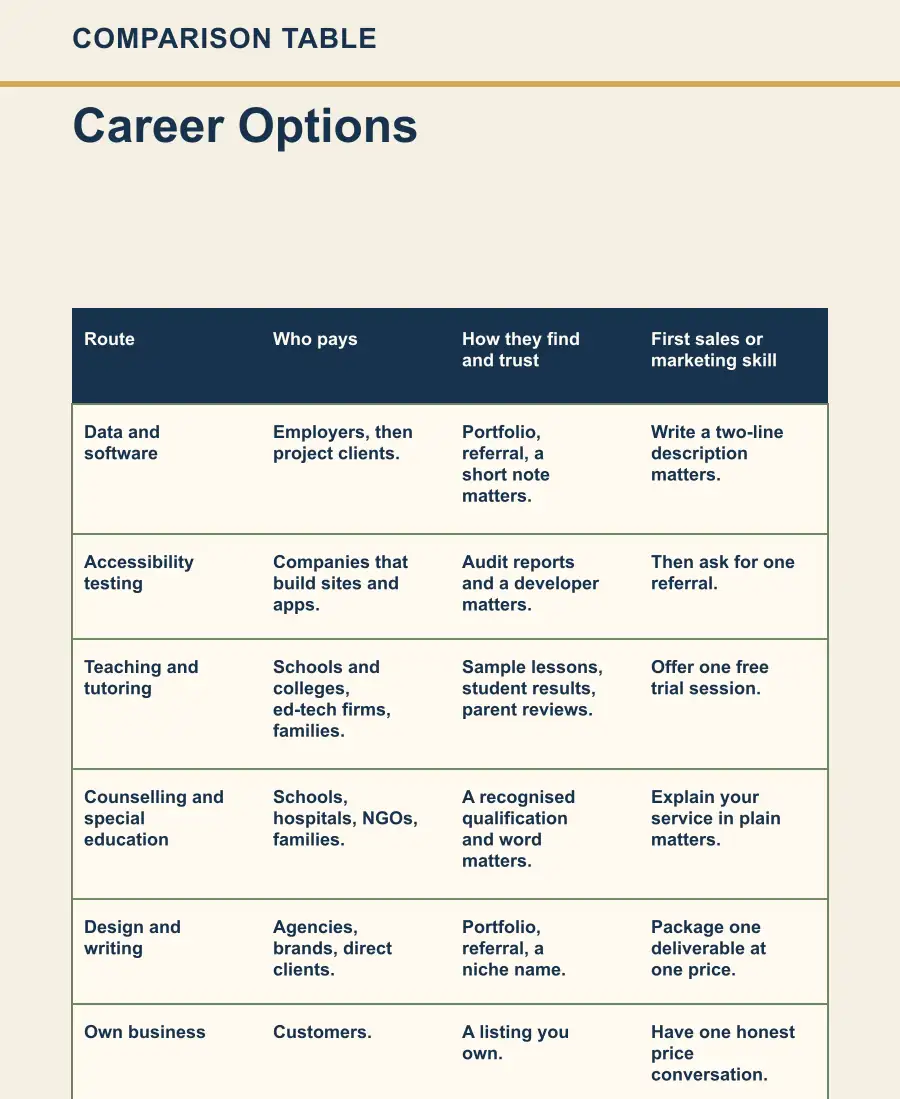 COMPARISON TABLE
Career Options
Route
Who pays
How they find
and trust
First sales or
marketing skill
Data and
software
Employers, then
project clients.
Portfolio,
referral, a
short note
matters.
Write a two-line
description
matters.
Accessibility
testing
Companies that
build sites and
apps.
Audit reports
and a developer
matters.
Then ask for one
referral.
Teaching and
tutoring
Schools and
colleges,
ed-tech firms,
families.
Sample lessons,
student results,
parent reviews.
Offer one free
trial session.
Counselling and
special
education
Schools,
hospitals, NGOs,
families.
A recognised
qualification
and word
matters.
Explain your
service in plain
matters.
Design and
writing
Agencies,
brands, direct
clients.
Portfolio,
referral, a
niche name.
Package one
deliverable at
one price.
Own business
Customers.
A listing you
own.
Have one honest
price
conversation.